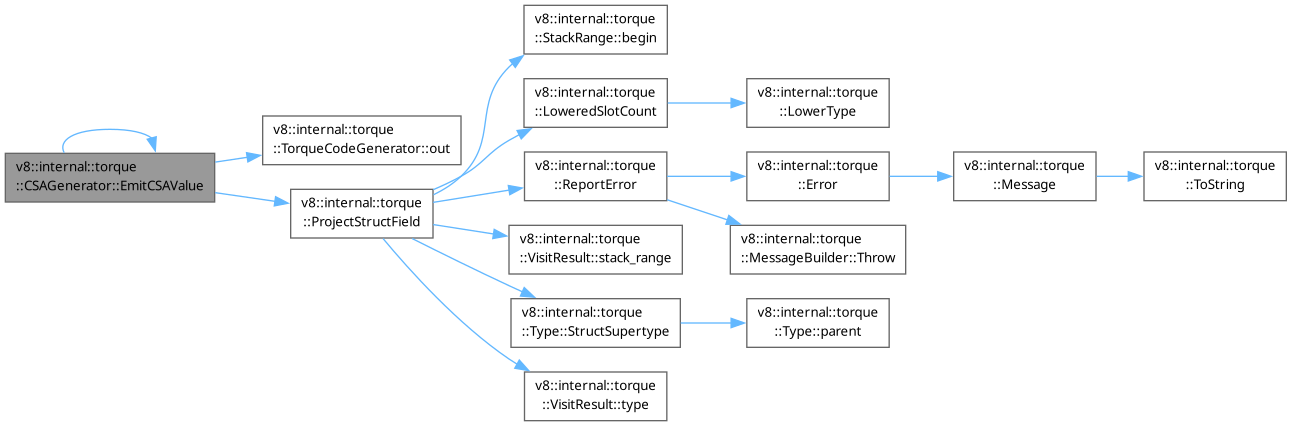 v8::internal::torque
::CSAGenerator::EmitCSAValue
v8::internal::torque
::TorqueCodeGenerator::out
v8::internal::torque
::ProjectStructField
v8::internal::torque
::StackRange::begin
v8::internal::torque
::LoweredSlotCount
v8::internal::torque
::LowerType
v8::internal::torque
::ReportError
v8::internal::torque
::Error
v8::internal::torque
::Message
v8::internal::torque
::ToString
v8::internal::torque
::MessageBuilder::Throw
v8::internal::torque
::VisitResult::stack_range
v8::internal::torque
::Type::StructSupertype
v8::internal::torque
::Type::parent
v8::internal::torque
::VisitResult::type